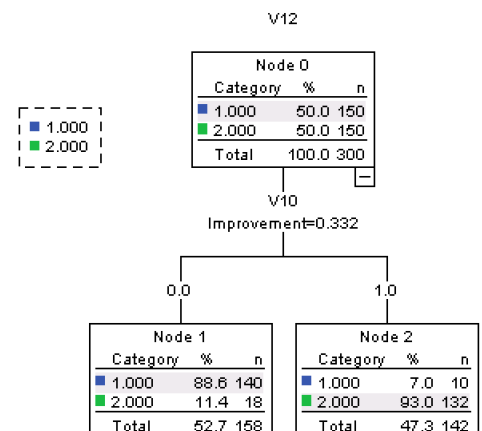 V12
Node 0
Category % n
1.000 50.0 150
2.000 50.0 150
Total 100.0 300
1.000
2.000
V10
Improvement=0.332
0.0
1.0
Node 1
Category % n
1.000 88.6 140
2.000 11.4 18
Total 52.7 158
Node 2
Category % n
1.000 7.0 10
2.000 93.0 132
Total 47.3 142